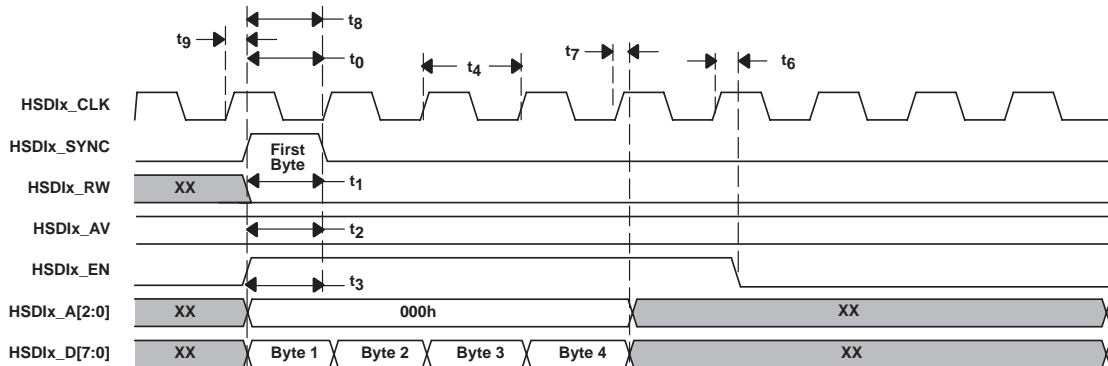 t8
t9
t0
t7
t6
t4
HSDIx_CLK
HSDIx_SYNC
First
Byte
HSDIx_RW XX t1
HSDIx_AV t2
HSDIx_EN t3
HSDIx_A[2:0] XX 000h XX
HSDIx_D[7:0] XX Byte 1 Byte 2 Byte 3 Byte 4 XX